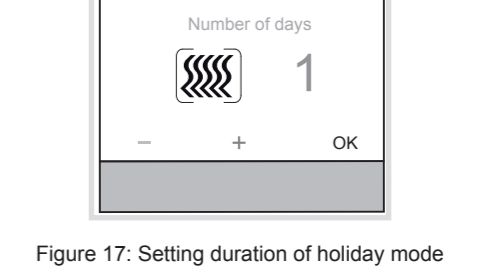 Number of days
1
− + OK
Figure 17: Setting duration of holiday mode